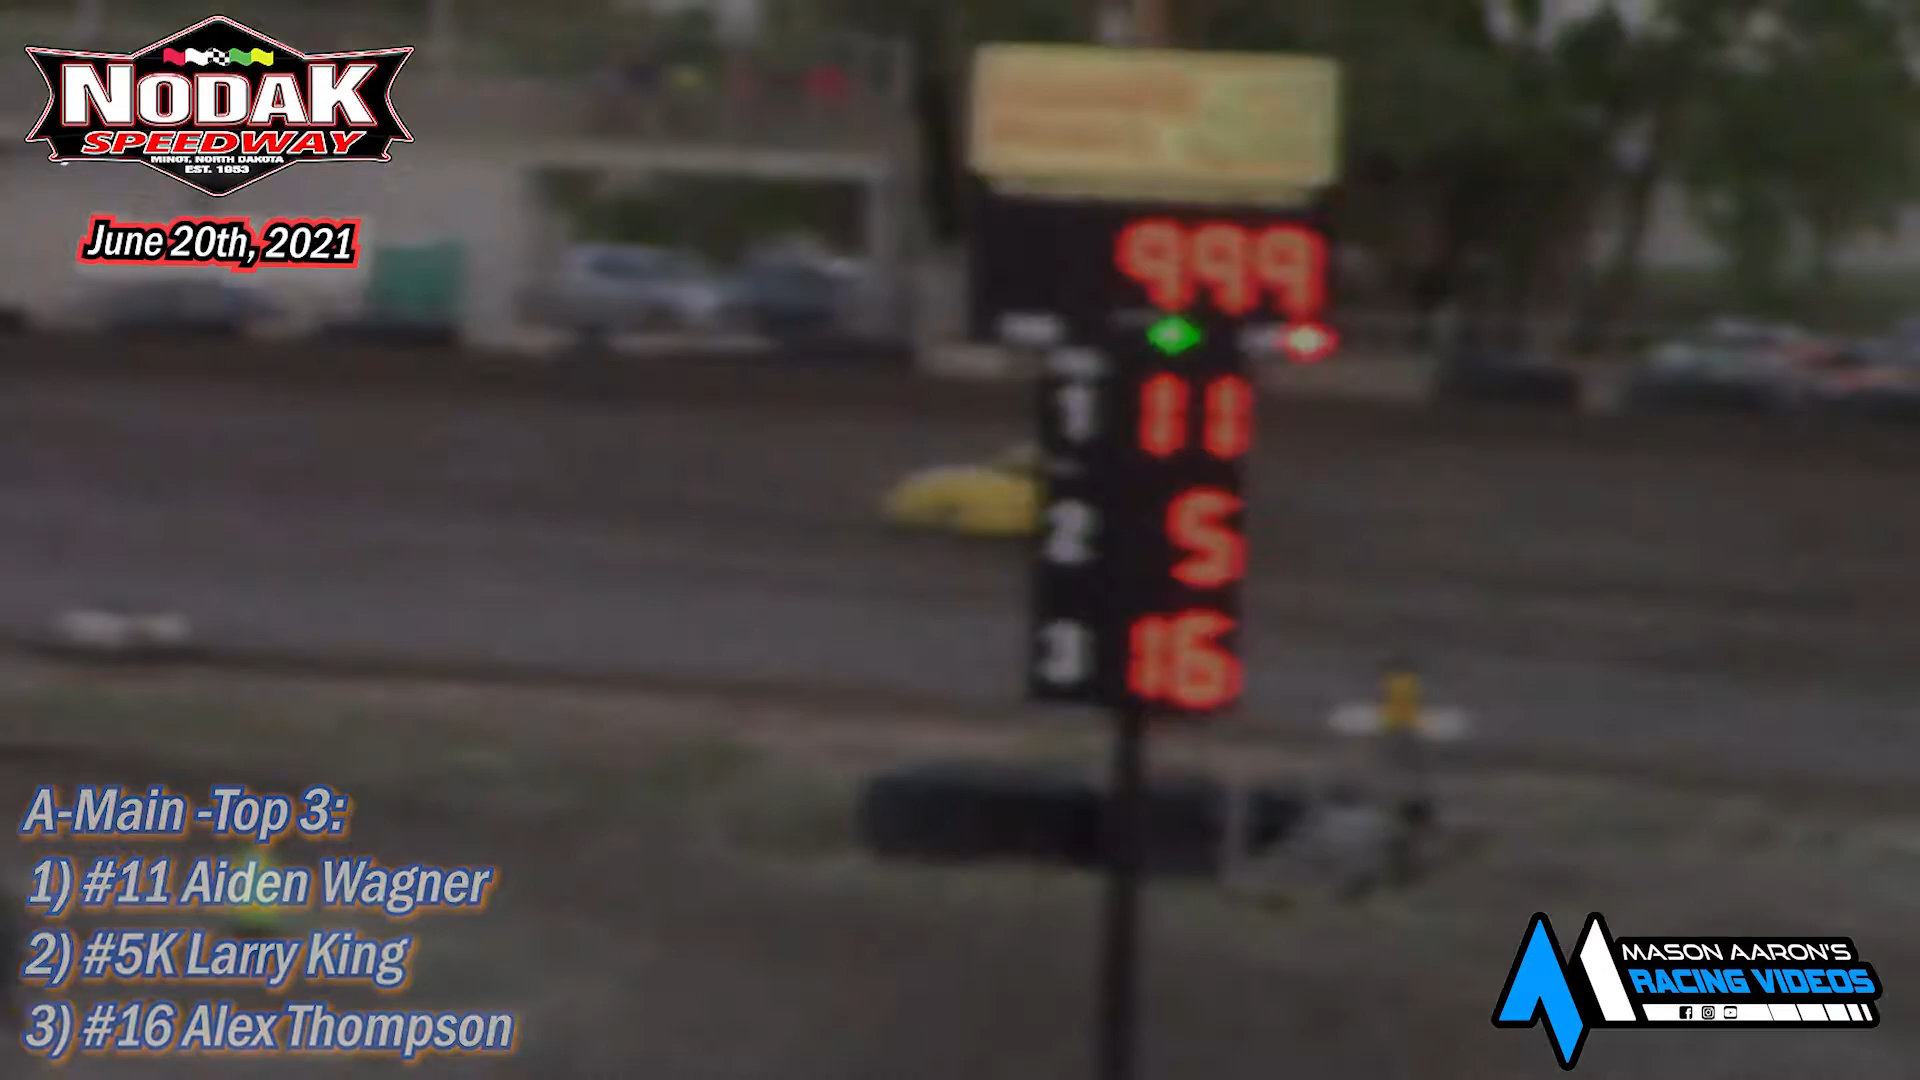 NODAK
SPEEDWAY
MINOT, NORTH DAKOTA
EST. 1953
June 20th, 2021
999
1 11
2 5
3 16
A-Main -Top 3:
1) #11 Aiden Wagner
2) #5K Larry King
3) #16 Alex Thompson
MASON AARON'S
RACING VIDEOS